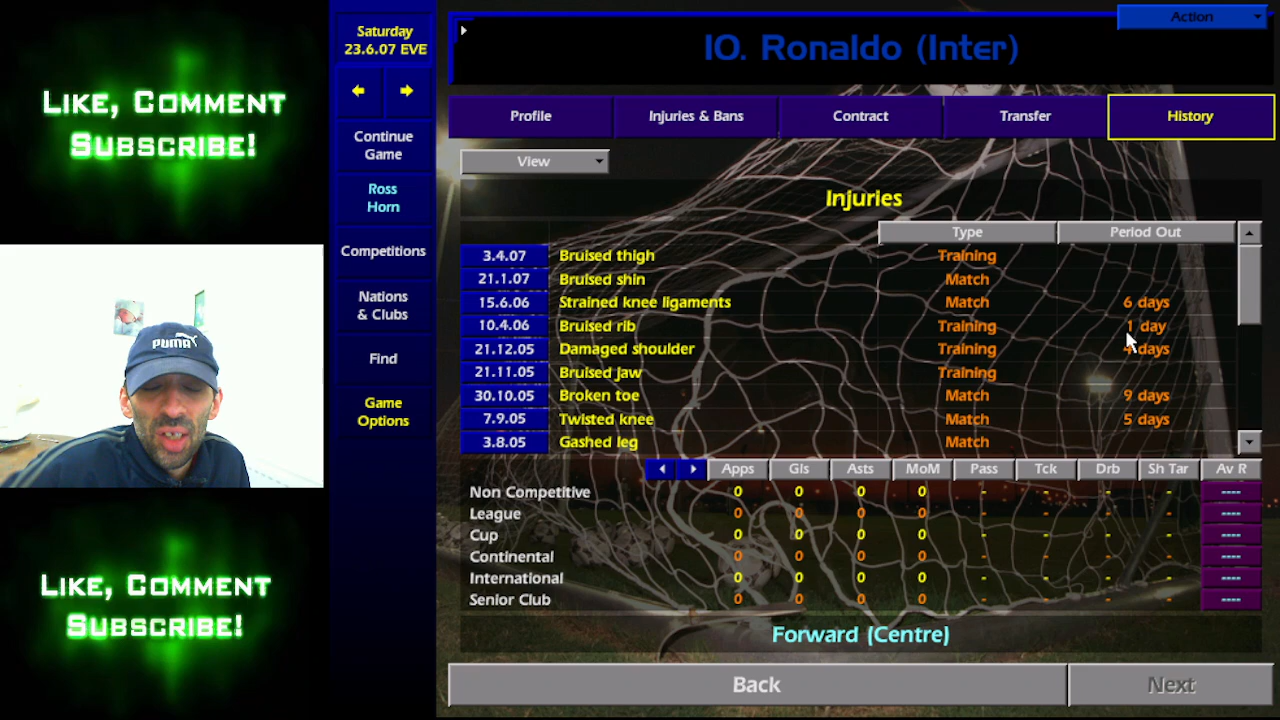 LIKE, COMMENT
SUBSCRIBE!
PUMA
LIKE, COMMENT
SUBSCRIBE!
Saturday
23.6.07 EVE
Continue
Game
Ross
Horn
Competitions
Nations
& Clubs
Find
Game
Options
Action
10. Ronaldo (Inter)
Profile Injuries & Bans Contract Transfer History
View
Injuries
Type Period Out
3.4.07 Bruised thigh Training
21.1.07 Bruised shin Match
15.6.06 Strained knee ligaments Match 6 days
10.4.06 Bruised rib Training 1 day
21.12.05 Damaged shoulder Training 4 days
21.11.05 Bruised jaw Training
30.10.05 Broken toe Match 9 days
7.9.05 Twisted knee Match 5 days
3.8.05 Gashed leg Match
Apps Gls Asts MoM Pass Tck Drb Sh Tar Av R
Non Competitive 0 0 0 0 - - - - ----
League 0 0 0 0 - - - - ----
Cup 0 0 0 0 - - - - ----
Continental 0 0 0 0 - - - - ----
International 0 0 0 0 - - - - ----
Senior Club 0 0 0 0 - - - - ----
Forward (Centre)
Back Next